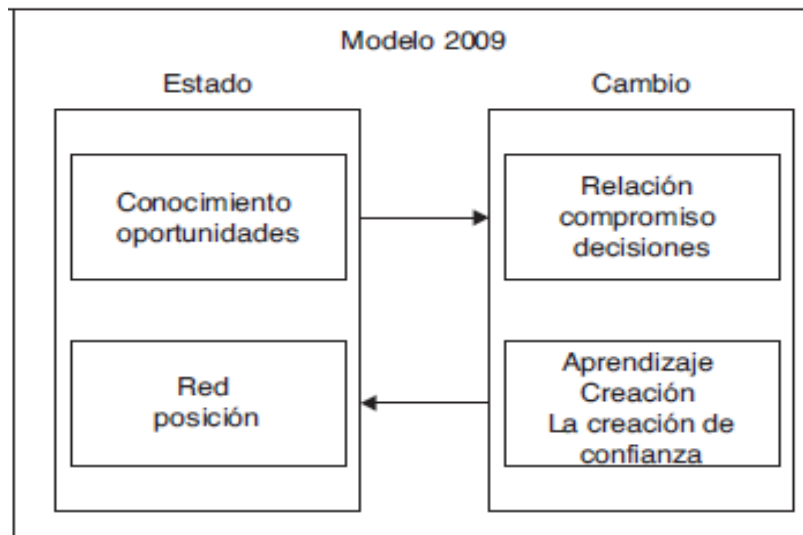 Modelo 2009
Estado
Conocimiento
oportunidades
Red
posición
Cambio
Relación
compromiso
decisiones
Aprendizaje
Creación
La creación de
confianza